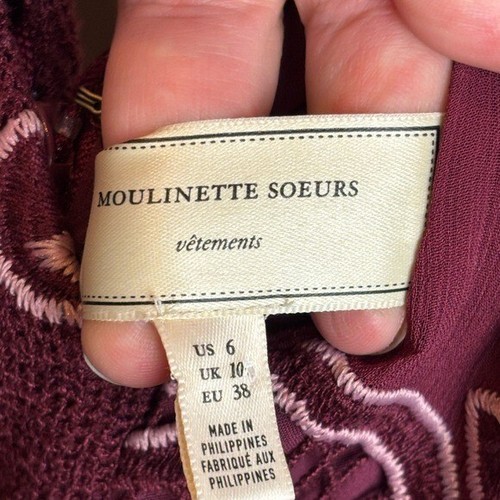 MOULINETTE SOEURS
vêtements
US 6
UK 10
EU 38
MADE IN
PHILIPPINES
FABRIQUÉ AUX
PHILIPPINES